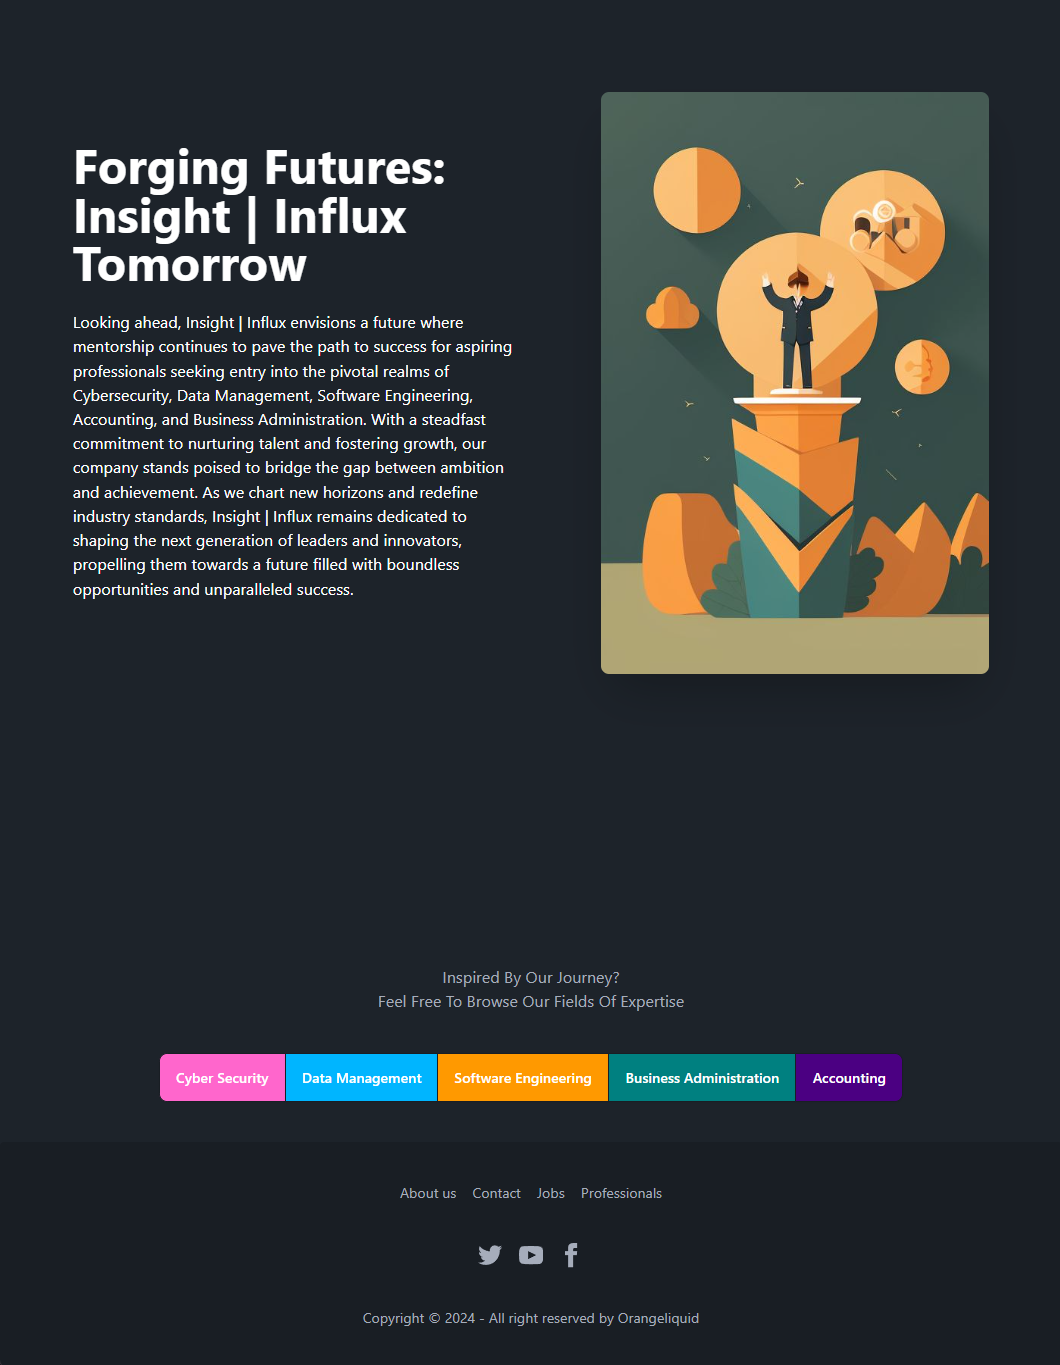 Forging Futures:
Insight | Influx
Tomorrow
Looking ahead, Insight | Influx envisions a future where
mentorship continues to pave the path to success for aspiring
professionals seeking entry into the pivotal realms of
Cybersecurity, Data Management, Software Engineering,
Accounting, and Business Administration. With a steadfast
commitment to nurturing talent and fostering growth, our
company stands poised to bridge the gap between ambition
and achievement. As we chart new horizons and redefine
industry standards, Insight | Influx remains dedicated to
shaping the next generation of leaders and innovators,
propelling them towards a future filled with boundless
opportunities and unparalleled success.
Inspired By Our Journey?
Feel Free To Browse Our Fields Of Expertise
Cyber Security Data Management Software Engineering Business Administration Accounting
About us Contact Jobs Professionals
Copyright © 2024 - All right reserved by Orangeliquid